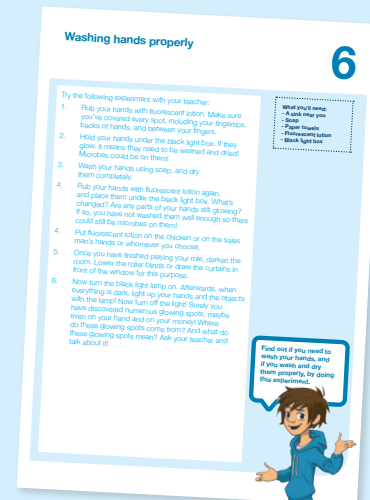 Washing hands properly
6
Try the following experiment with your teacher:
1. Rub your hands with fluorescent lotion. Make sure
you've covered every spot, including your fingertips,
backs of hands, and between your fingers.
2. Hold your hands under the black light box. If they
glow, it means they need to be washed and dried!
Microbes could be on them!
3. Wash your hands using soap, and dry
them completely.
4. Rub your hands with fluorescent lotion again,
and place them under the black light box. What's
changed? Are any parts of your hands still glowing?
If so, you have not washed them well enough so there
could still be microbes on them!
4. Put fluorescent lotion on the chicken or on the sales
man's hands or whomever you choose.
5. Once you have finished playing your role, darken the
room. Lower the roller blinds or draw the curtains in
front of the window for this purpose.
6. Now turn the black light lamp on. Afterwards, when
everything is dark, light up your hands and the objects
with the lamp! Now turn off the light! Surely you
have discovered numerous glowing spots, maybe
even on your hand and on your money! Where
do these glowing spots come from? And what do
these glowing spots mean? Ask your teacher and
talk about it!
What you'll need:
- A sink near you
- Soap
- Paper towels
- Fluorescent lotion
- Black light box
Find out if you need to
wash your hands, and
if you wash and dry
them properly, by doing
this experiment.